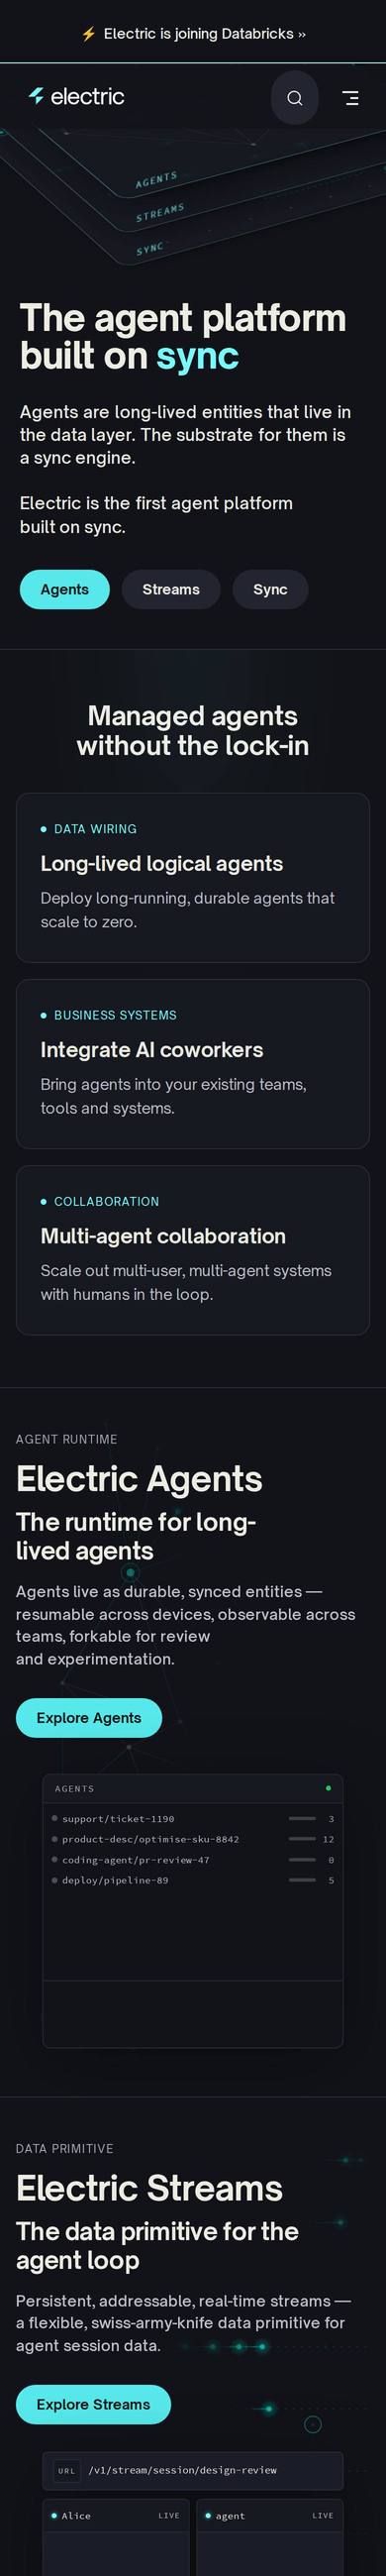 ⚡ Electric is joining Databricks »
electric
AGENTS
STREAMS
SYNC
The agent platform
built on sync
Agents are long-lived entities that live in
the data layer. The substrate for them is
a sync engine.
Electric is the first agent platform
built on sync.
Agents Streams Sync
Managed agents
without the lock-in
DATA WIRING
Long-lived logical agents
Deploy long-running, durable agents that
scale to zero.
BUSINESS SYSTEMS
Integrate AI coworkers
Bring agents into your existing teams,
tools and systems.
COLLABORATION
Multi-agent collaboration
Scale out multi-user, multi-agent systems
with humans in the loop.
AGENT RUNTIME
Electric Agents
The runtime for long-
lived agents
Agents live as durable, synced entities —
resumable across devices, observable across
teams, forkable for review
and experimentation.
Explore Agents
AGENTS
support/ticket-1190 3
product-desc/optimise-sku-8842 12
coding-agent/pr-review-47 0
deploy/pipeline-89 5
DATA PRIMITIVE
Electric Streams
The data primitive for the
agent loop
Persistent, addressable, real-time streams —
a flexible, swiss-army-knife data primitive for
agent session data.
Explore Streams
URL /v1/stream/session/design-review
Alice LIVE agent LIVE